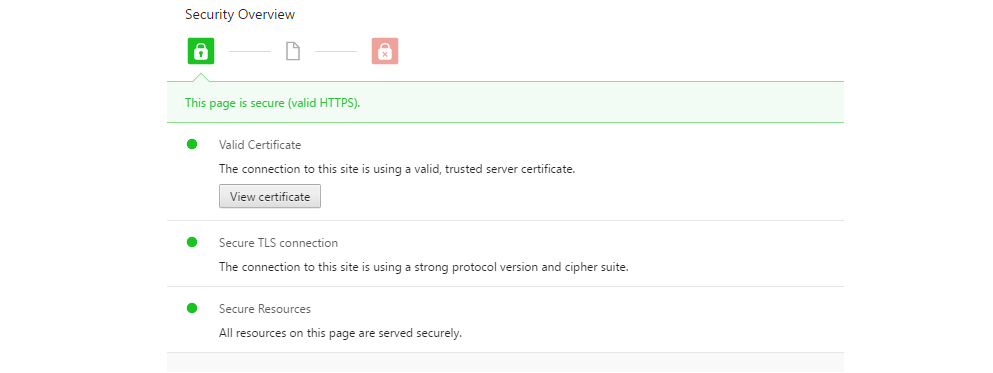 Security Overview
This page is secure (valid HTTPS).
Valid Certificate
The connection to this site is using a valid, trusted server certificate.
View certificate
Secure TLS connection
The connection to this site is using a strong protocol version and cipher suite.
Secure Resources
All resources on this page are served securely.